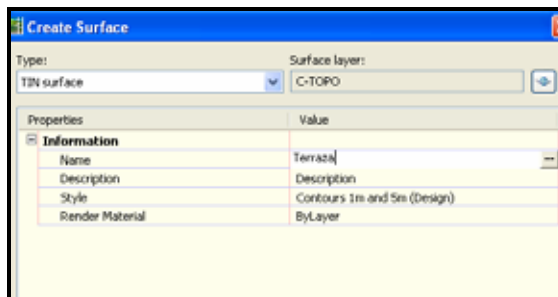 Create Surface
Type: Surface layer:
TIN surface C-TOPO
Properties Value
Information
Name Terraza
Description Description
Style Contours 1m and 5m (Design)
Render Material ByLayer